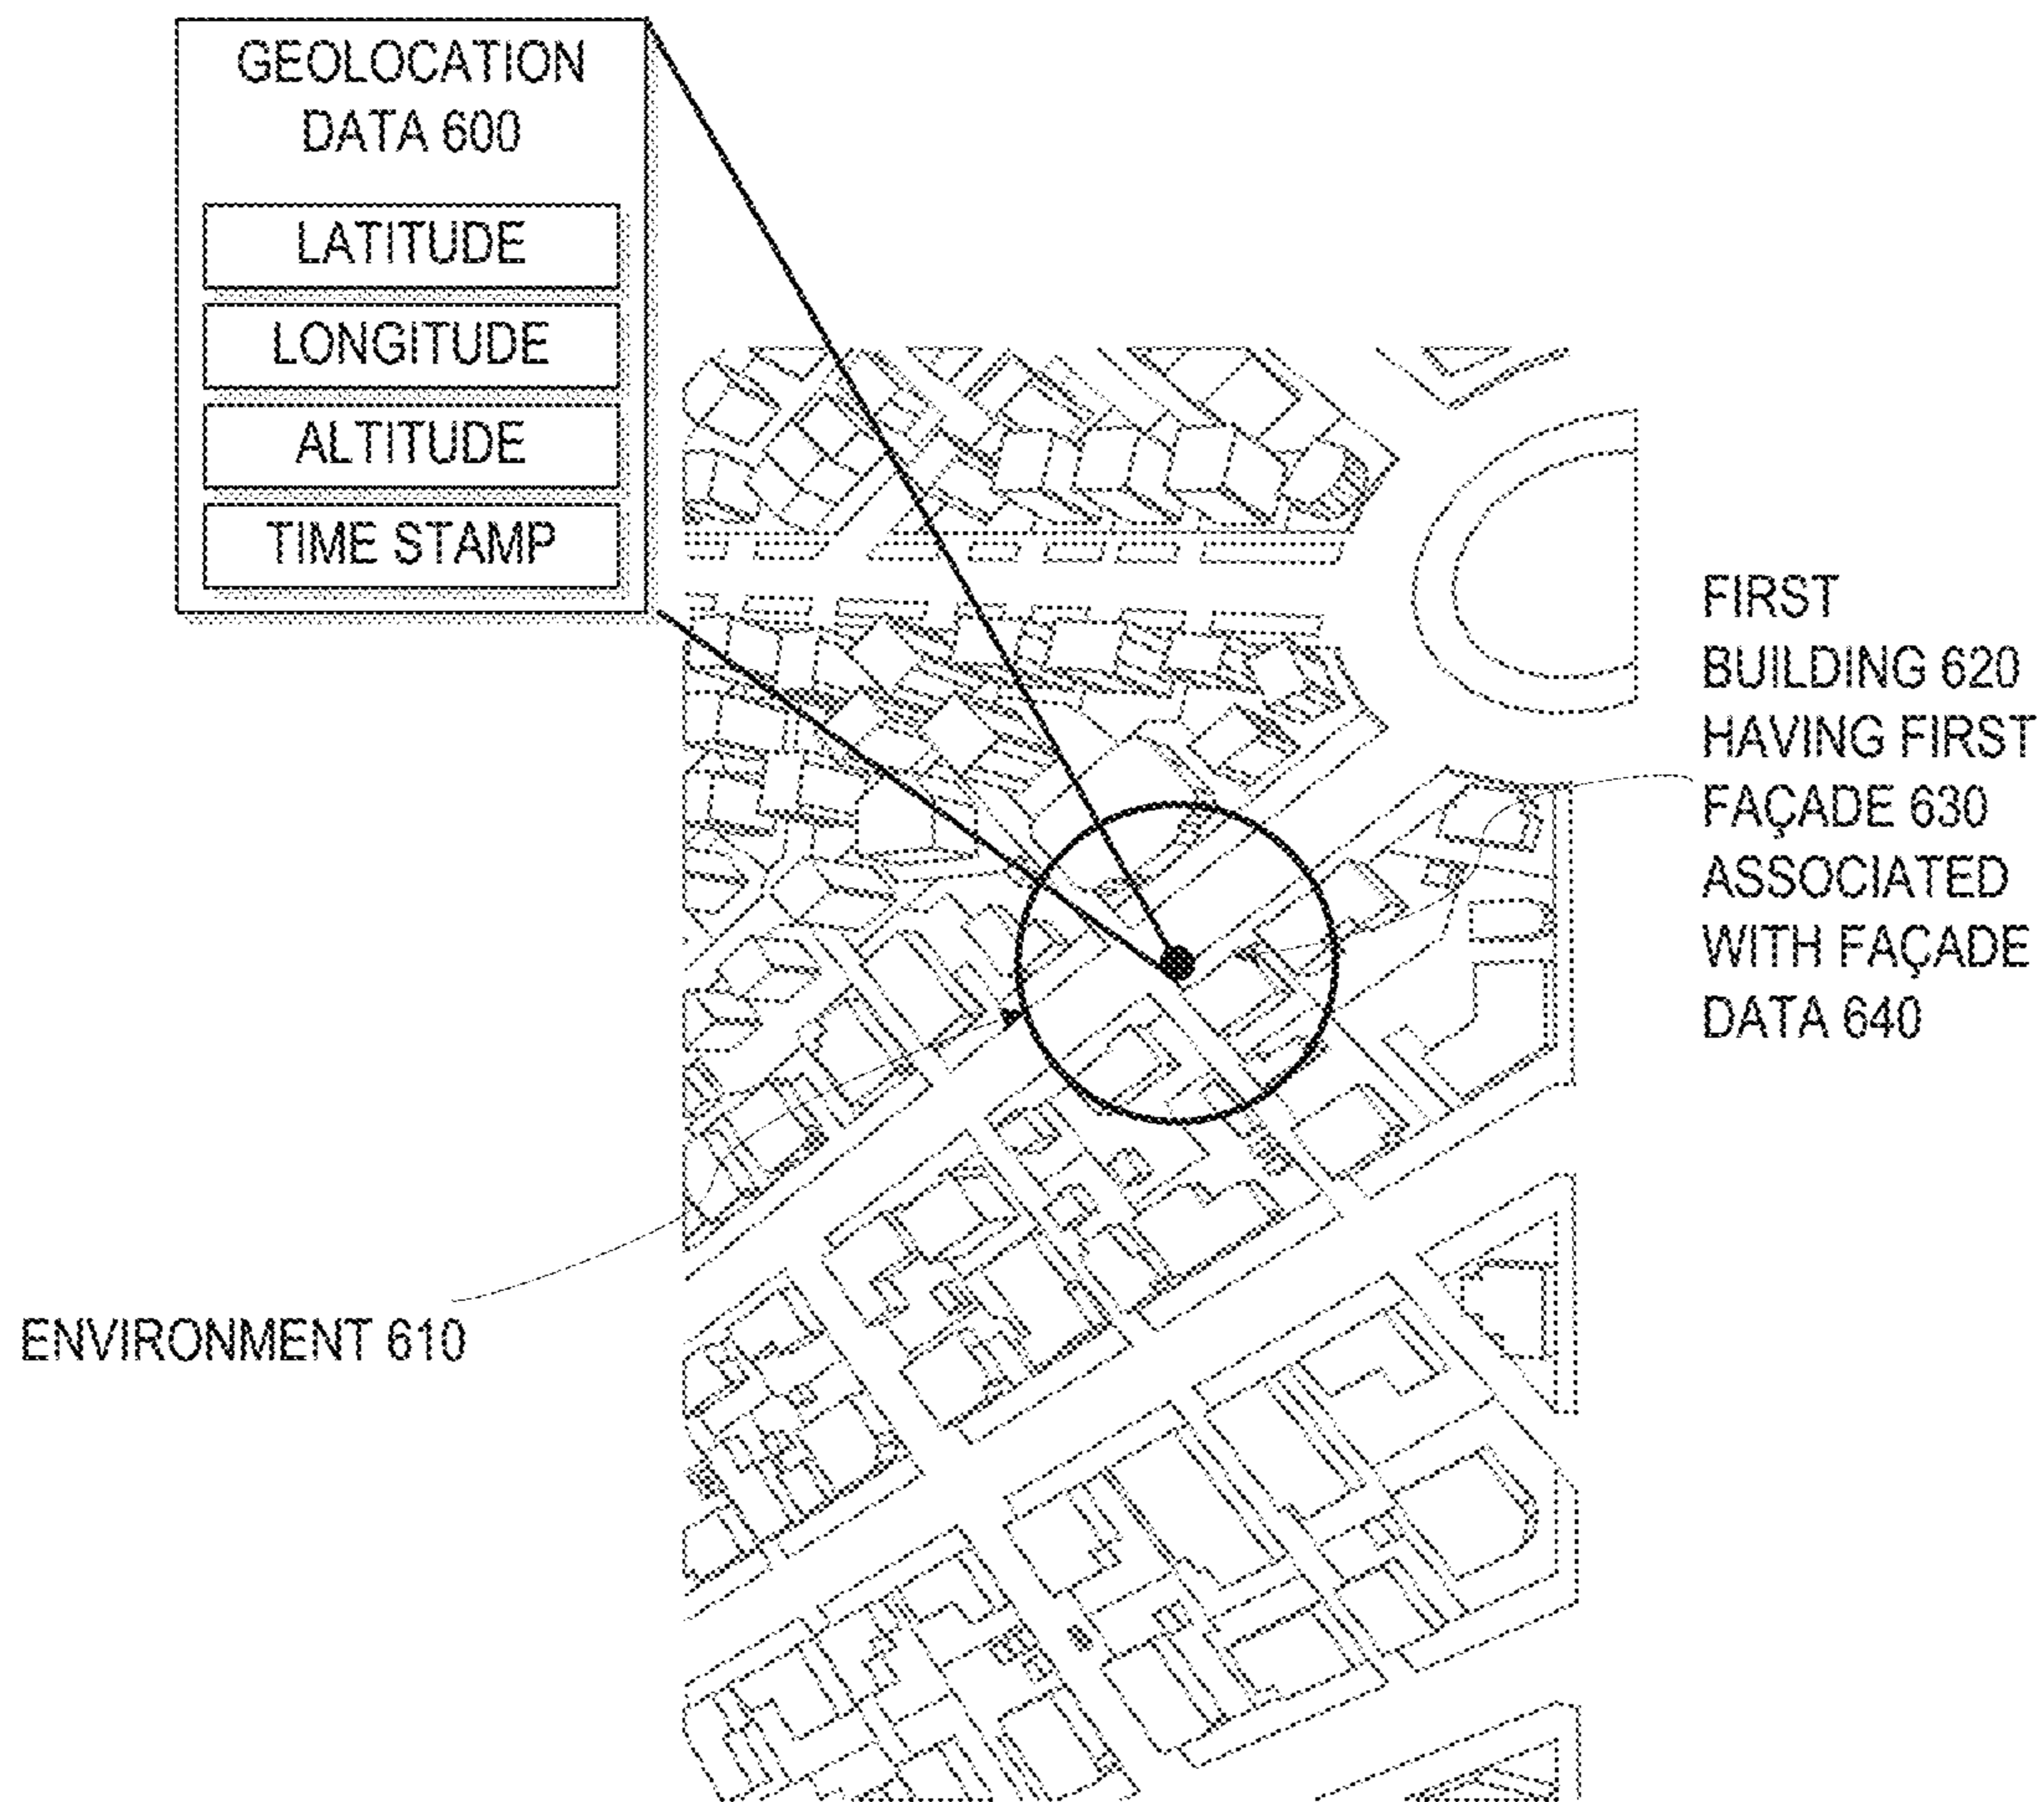 GEOLOCATION
DATA 600
LATITUDE
LONGITUDE
ALTITUDE
TIME STAMP
FIRST
BUILDING 620
HAVING FIRST
FAÇADE 630
ASSOCIATED
WITH FAÇADE
DATA 640
ENVIRONMENT 610